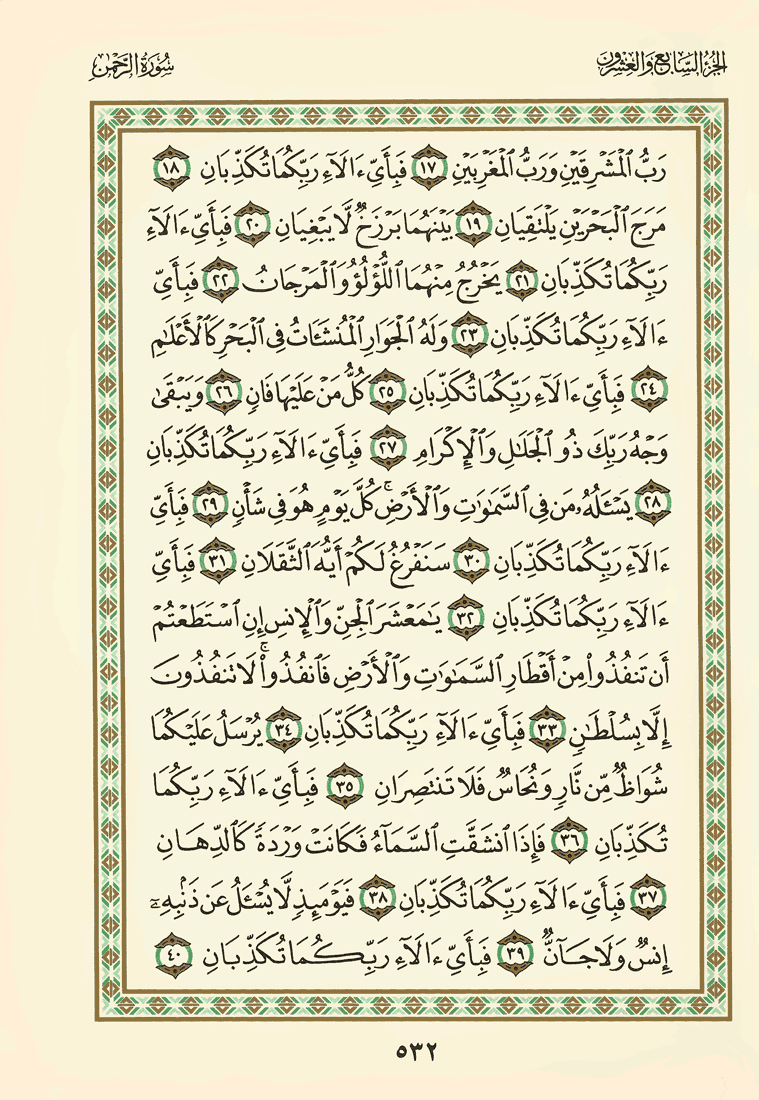 الجزء السابع والعشرون
سورة الرحمن
رَبُّ ٱلْمَشْرِقَيْنِ وَرَبُّ ٱلْمَغْرِبَيْنِ ١٧ فَبِأَىِّ ءَالَآءِ رَبِّكُمَا تُكَذِّبَانِ ١٨
مَرَجَ ٱلْبَحْرَيْنِ يَلْتَقِيَانِ ١٩ بَيْنَهُمَا بَرْزَخٌ لَّا يَبْغِيَانِ ٢٠ فَبِأَىِّ ءَالَآءِ
رَبِّكُمَا تُكَذِّبَانِ ٢١ يَخْرُجُ مِنْهُمَا ٱللُّؤْلُؤُ وَٱلْمَرْجَانُ ٢٢ فَبِأَىِّ
ءَالَآءِ رَبِّكُمَا تُكَذِّبَانِ ٢٣ وَلَهُ ٱلْجَوَارِ ٱلْمُنشَـَٔاتُ فِى ٱلْبَحْرِ كَٱلْأَعْلَـٰمِ
٢٤ فَبِأَىِّ ءَالَآءِ رَبِّكُمَا تُكَذِّبَانِ ٢٥ كُلُّ مَنْ عَلَيْهَا فَانٍ ٢٦ وَيَبْقَىٰ
وَجْهُ رَبِّكَ ذُو ٱلْجَلَـٰلِ وَٱلْإِكْرَامِ ٢٧ فَبِأَىِّ ءَالَآءِ رَبِّكُمَا تُكَذِّبَانِ
٢٨ يَسْـَٔلُهُۥ مَن فِى ٱلسَّمَـٰوَٰتِ وَٱلْأَرْضِ ۚ كُلَّ يَوْمٍ هُوَ فِى شَأْنٍ ٢٩ فَبِأَىِّ
ءَالَآءِ رَبِّكُمَا تُكَذِّبَانِ ٣٠ سَنَفْرُغُ لَكُمْ أَيُّهَ ٱلثَّقَلَانِ ٣١ فَبِأَىِّ
ءَالَآءِ رَبِّكُمَا تُكَذِّبَانِ ٣٢ يَـٰمَعْشَرَ ٱلْجِنِّ وَٱلْإِنسِ إِنِ ٱسْتَطَعْتُمْ
أَن تَنفُذُوا۟ مِنْ أَقْطَارِ ٱلسَّمَـٰوَٰتِ وَٱلْأَرْضِ فَٱنفُذُوا۟ ۚ لَا تَنفُذُونَ
إِلَّا بِسُلْطَـٰنٍ ٣٣ فَبِأَىِّ ءَالَآءِ رَبِّكُمَا تُكَذِّبَانِ ٣٤ يُرْسَلُ عَلَيْكُمَا
شُوَاظٌ مِّن نَّارٍ وَنُحَاسٌ فَلَا تَنتَصِرَانِ ٣٥ فَبِأَىِّ ءَالَآءِ رَبِّكُمَا
تُكَذِّبَانِ ٣٦ فَإِذَا ٱنشَقَّتِ ٱلسَّمَآءُ فَكَانَتْ وَرْدَةً كَٱلدِّهَانِ
٣٧ فَبِأَىِّ ءَالَآءِ رَبِّكُمَا تُكَذِّبَانِ ٣٨ فَيَوْمَئِذٍ لَّا يُسْـَٔلُ عَن ذَنۢبِهِۦٓ
إِنسٌ وَلَا جَآنٌّ ٣٩ فَبِأَىِّ ءَالَآءِ رَبِّكُمَا تُكَذِّبَانِ ٤٠
٥٣٢